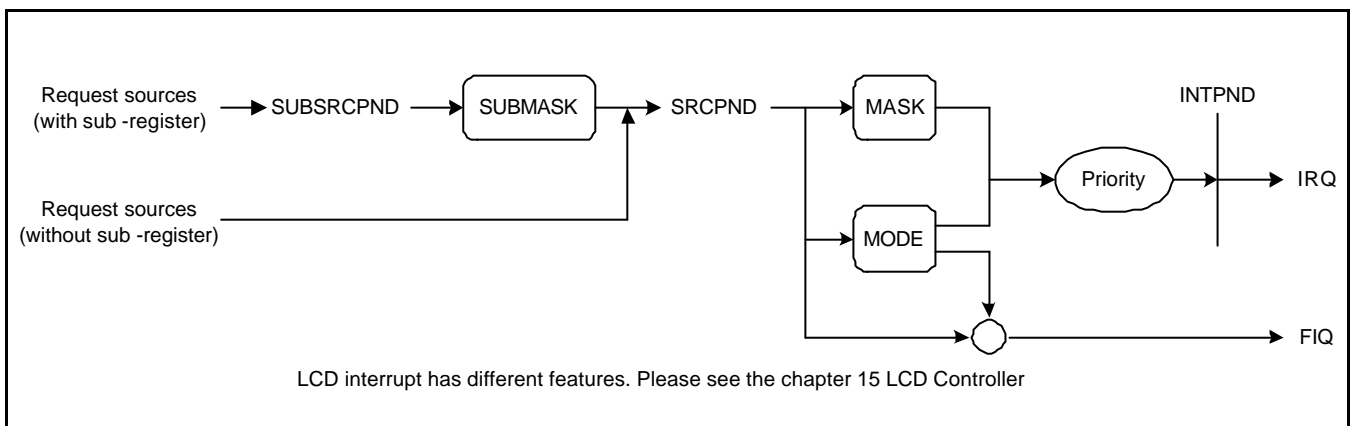 Request sources
(with sub -register)
SUBSRCPND
SUBMASK
SRCPND
MASK
INTPND
Priority
IRQ
Request sources
(without sub -register)
MODE
FIQ
LCD interrupt has different features. Please see the chapter 15 LCD Controller